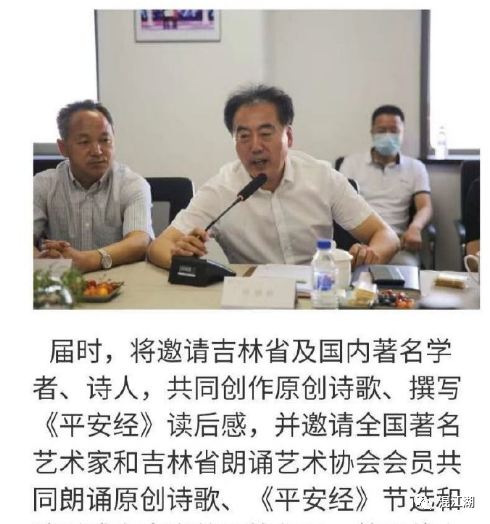 届时，将邀请吉林省及国内著名学
者、诗人，共同创作原创诗歌、撰写
《平安经》读后感，并邀请全国著名
艺术家和吉林省朗诵艺术协会会员共
同朗诵原创诗歌、《平安经》节选和
湛江湖